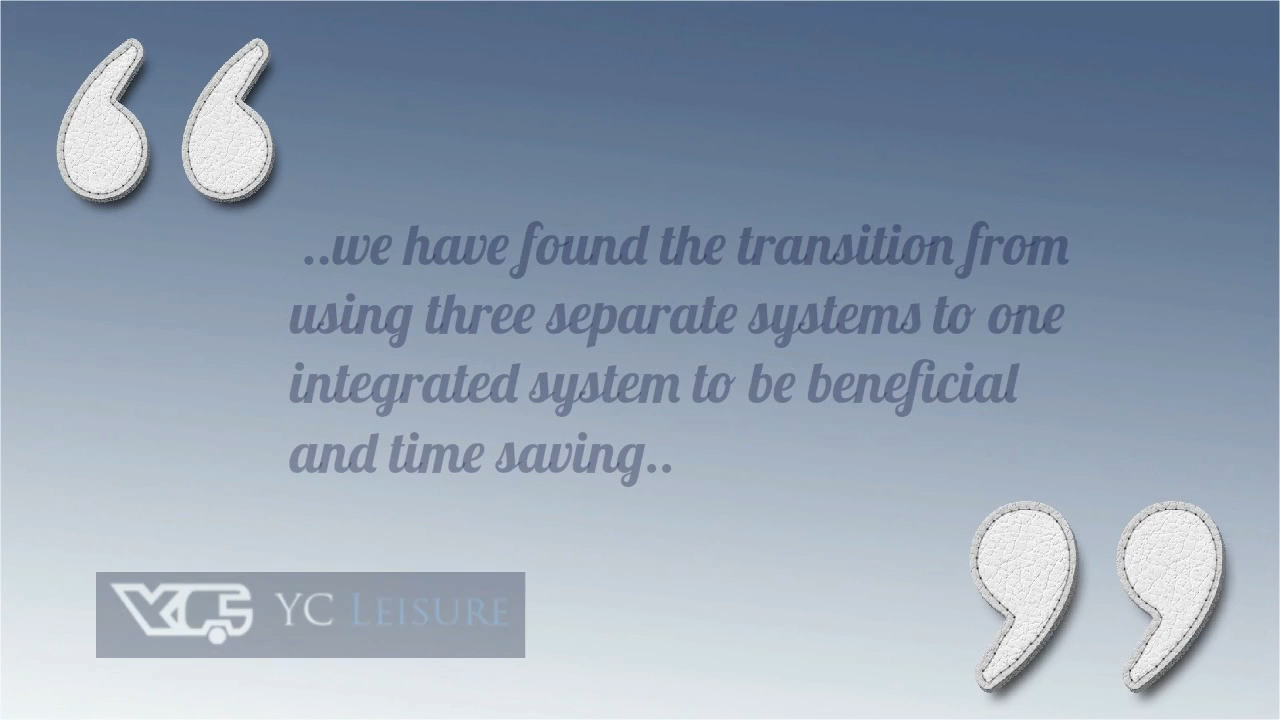 ..we have found the transition from
using three separate systems to one
integrated system to be beneficial
and time saving..
YC LEISURE